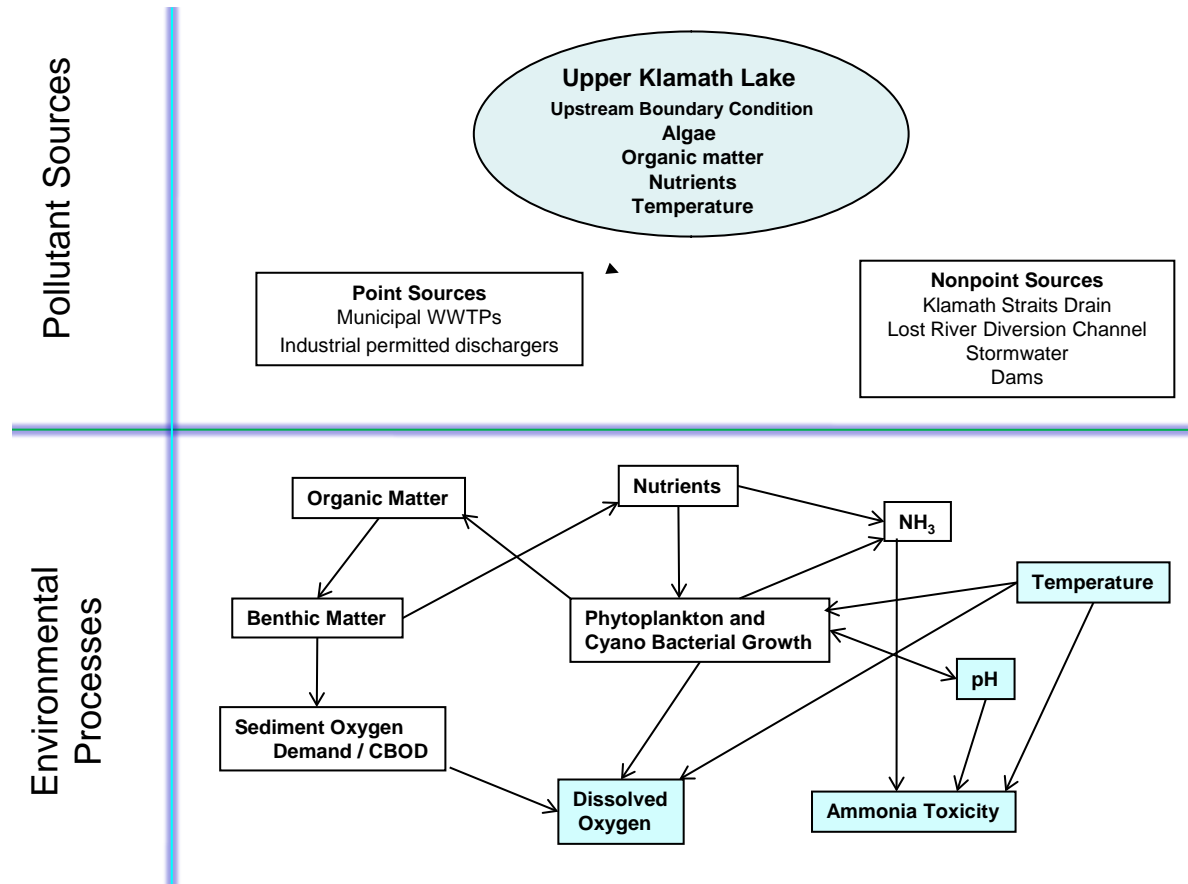 Pollutant Sources
Upper Klamath Lake
Upstream Boundary Condition
Algae
Organic matter
Nutrients
Temperature
Point Sources
Municipal WWTPs
Industrial permitted dischargers
Nonpoint Sources
Klamath Straits Drain
Lost River Diversion Channel
Stormwater
Dams
Environmental
Processes
Organic Matter
Nutrients
NH₃
Temperature
Benthic Matter
Phytoplankton and
Cyano Bacterial Growth
pH
Sediment Oxygen
Demand / CBOD
Dissolved
Oxygen
Ammonia Toxicity